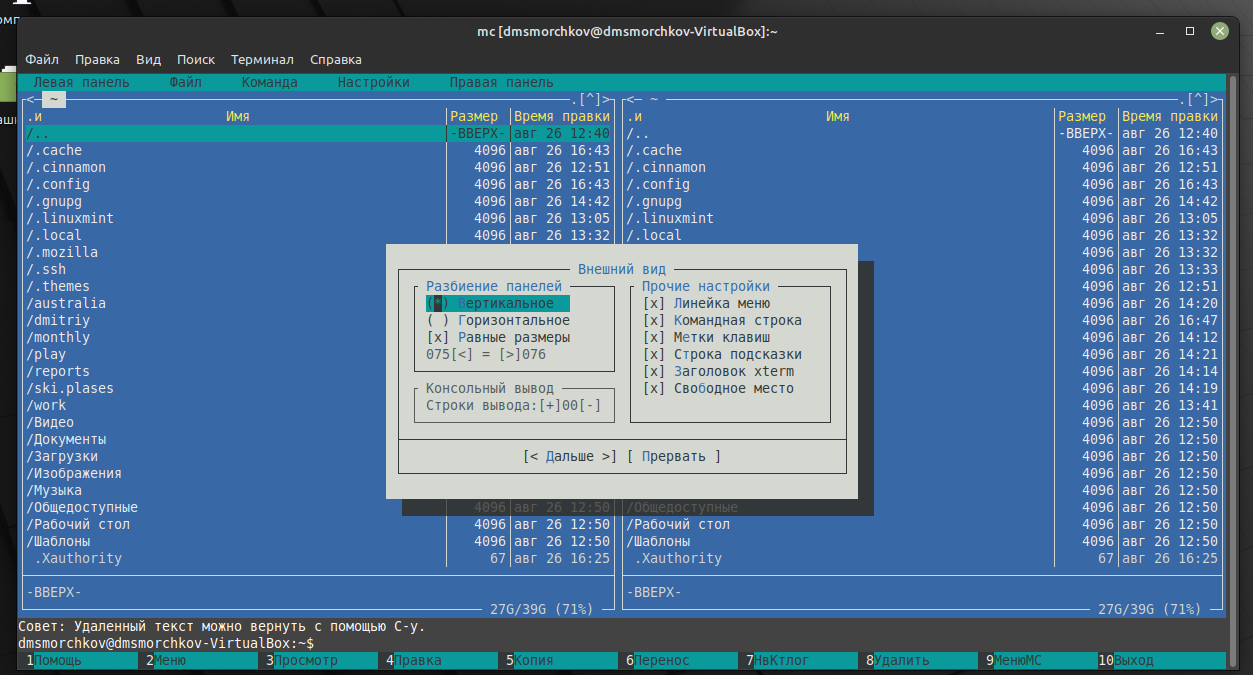 mc [dmsmorchkov@dmsmorchkov-VirtualBox]:~
Файл Правка Вид Поиск Терминал Справка
Левая панель Файл Команда Настройки Правая панель
<─ ~ ─.[^]>
.и Имя Размер Время правки
/.. -ВВЕРХ- авг 26 12:40
/.cache 4096 авг 26 16:43
/.cinnamon 4096 авг 26 12:51
/.config 4096 авг 26 16:43
/.gnupg 4096 авг 26 14:42
/.linuxmint 4096 авг 26 13:05
/.local 4096 авг 26 13:32
/.mozilla
/.ssh
/.themes
/australia
/dmitriy
/monthly
/play
/reports
/ski.plases
/work
/Видео
/Документы
/Загрузки
/Изображения
/Музыка
/Общедоступные 4096 авг 26 12:50
/Рабочий стол 4096 авг 26 12:50
/Шаблоны 4096 авг 26 12:50
.Xauthority 67 авг 26 16:25
-ВВЕРХ-
27G/39G (71%)
<─ ~ ─.[^]>
.и Имя Размер Время правки
/.. -ВВЕРХ- авг 26 12:40
/.cache 4096 авг 26 16:43
/.cinnamon 4096 авг 26 12:51
/.config 4096 авг 26 16:43
/.gnupg 4096 авг 26 14:42
/.linuxmint 4096 авг 26 13:05
/.local 4096 авг 26 13:32
4096 авг 26 13:32
4096 авг 26 13:33
4096 авг 26 12:51
4096 авг 26 14:20
4096 авг 26 16:47
4096 авг 26 14:12
4096 авг 26 14:21
4096 авг 26 14:14
4096 авг 26 14:19
4096 авг 26 13:41
4096 авг 26 12:50
4096 авг 26 12:50
4096 авг 26 12:50
4096 авг 26 12:50
4096 авг 26 12:50
/Общедоступные 4096 авг 26 12:50
/Рабочий стол 4096 авг 26 12:50
/Шаблоны 4096 авг 26 12:50
.Xauthority 67 авг 26 16:25
-ВВЕРХ-
27G/39G (71%)
Внешний вид
Разбиение панелей
(*) Вертикальное
( ) Горизонтальное
[x] Равные размеры
075[<] = [>]076
Консольный вывод
Строки вывода:[+]00[-]
Прочие настройки
[x] Линейка меню
[x] Командная строка
[x] Метки клавиш
[x] Строка подсказки
[x] Заголовок xterm
[x] Свободное место
[< Дальше >] [ Прервать ]
Совет: Удаленный текст можно вернуть с помощью C-y.
dmsmorchkov@dmsmorchkov-VirtualBox:~$
1Помощь 2Меню 3Просмотр 4Правка 5Копия 6Перенос 7НвКтлог 8Удалить 9МенюМС 10Выход